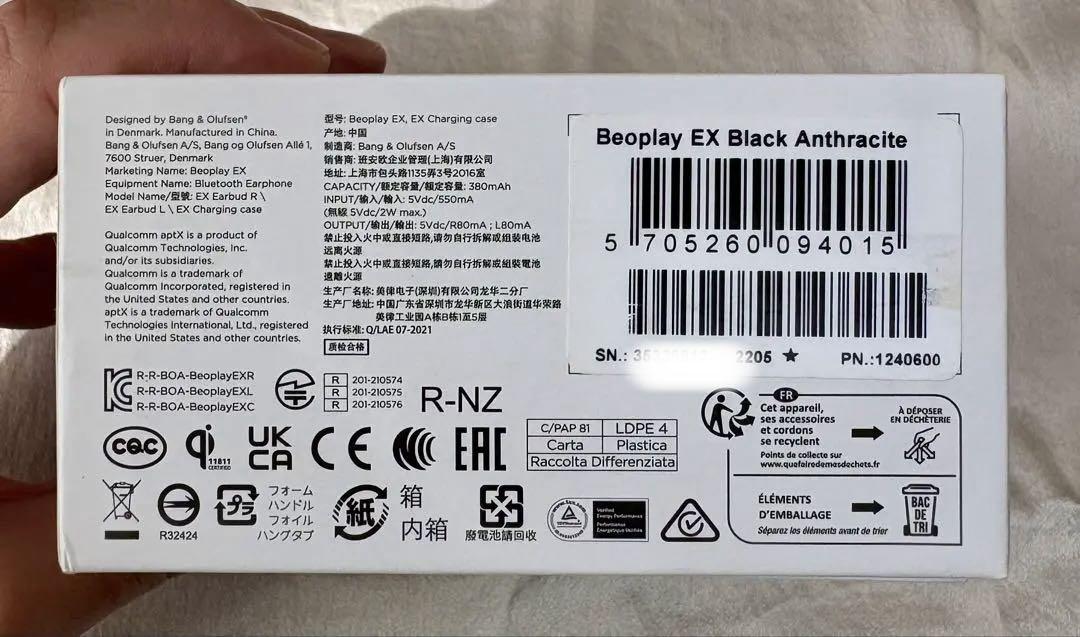 Designed by Bang & Olufsen®
in Denmark. Manufactured in China.
Bang & Olufsen A/S, Bang og Olufsen Allé 1,
7600 Struer, Denmark
Marketing Name: Beoplay EX
Equipment Name: Bluetooth Earphone
Model Name/型號: EX Earbud R \
EX Earbud L \ EX Charging case
Qualcomm aptX is a product of
Qualcomm Technologies, Inc.
and/or its subsidiaries.
Qualcomm is a trademark of
Qualcomm Incorporated, registered in
the United States and other countries.
aptX is a trademark of Qualcomm
Technologies International, Ltd., registered
in the United States and other countries.
型号: Beoplay EX, EX Charging case
产地: 中国
制造商: Bang & Olufsen A/S
销售商: 班安欧企业管理(上海)有限公司
地址: 上海市包头路1135弄3号2016室
CAPACITY/额定容量/額定容量: 380mAh
INPUT/输入/輸入: 5Vdc/550mA
(無線 5Vdc/2W max.)
OUTPUT/输出/輸出: 5Vdc/R80mA ; L80mA
禁止投入火中或直接短路,请勿自行拆解或组装电池
远离火源
禁止投入火中或直接短路,請勿自行拆解或組裝電池
遠離火源
生产厂名称: 美律电子(深圳)有限公司龙华二分厂
生产厂地址: 中国广东省深圳市龙华新区大浪街道华荣路
美律工业园A栋B栋1至5层
执行标准: Q/LAE 07-2021
质检合格
Beoplay EX Black Anthracite
5 705260 094015
SN.: 2205 ★ PN.:1240600
R-R-BOA-BeoplayEXR
R-R-BOA-BeoplayEXL
R-R-BOA-BeoplayEXC
R 201-210574
R 201-210575
R 201-210576
R-NZ
CQC
qi
11811
CERTIFIED
UK
CA
CE
EAC
C/PAP 81 LDPE 4
Carta Plastica
Raccolta Differenziata
FR
Cet appareil,
ses accessoires
et cordons
se recyclent
Points de collecte sur
www.quefairedemesdechets.fr
À DÉPOSER
EN DÉCHÈTERIE
ÉLÉMENTS
D'EMBALLAGE
Séparez les éléments avant de trier
BAC
DE
TRI
R32424
プラ
フォーム
ハンドル
フォイル
ハングタブ
紙
箱
内箱
廢電池請回收
Verified
Energy Performance
Performance
Énergétique Vérifiée